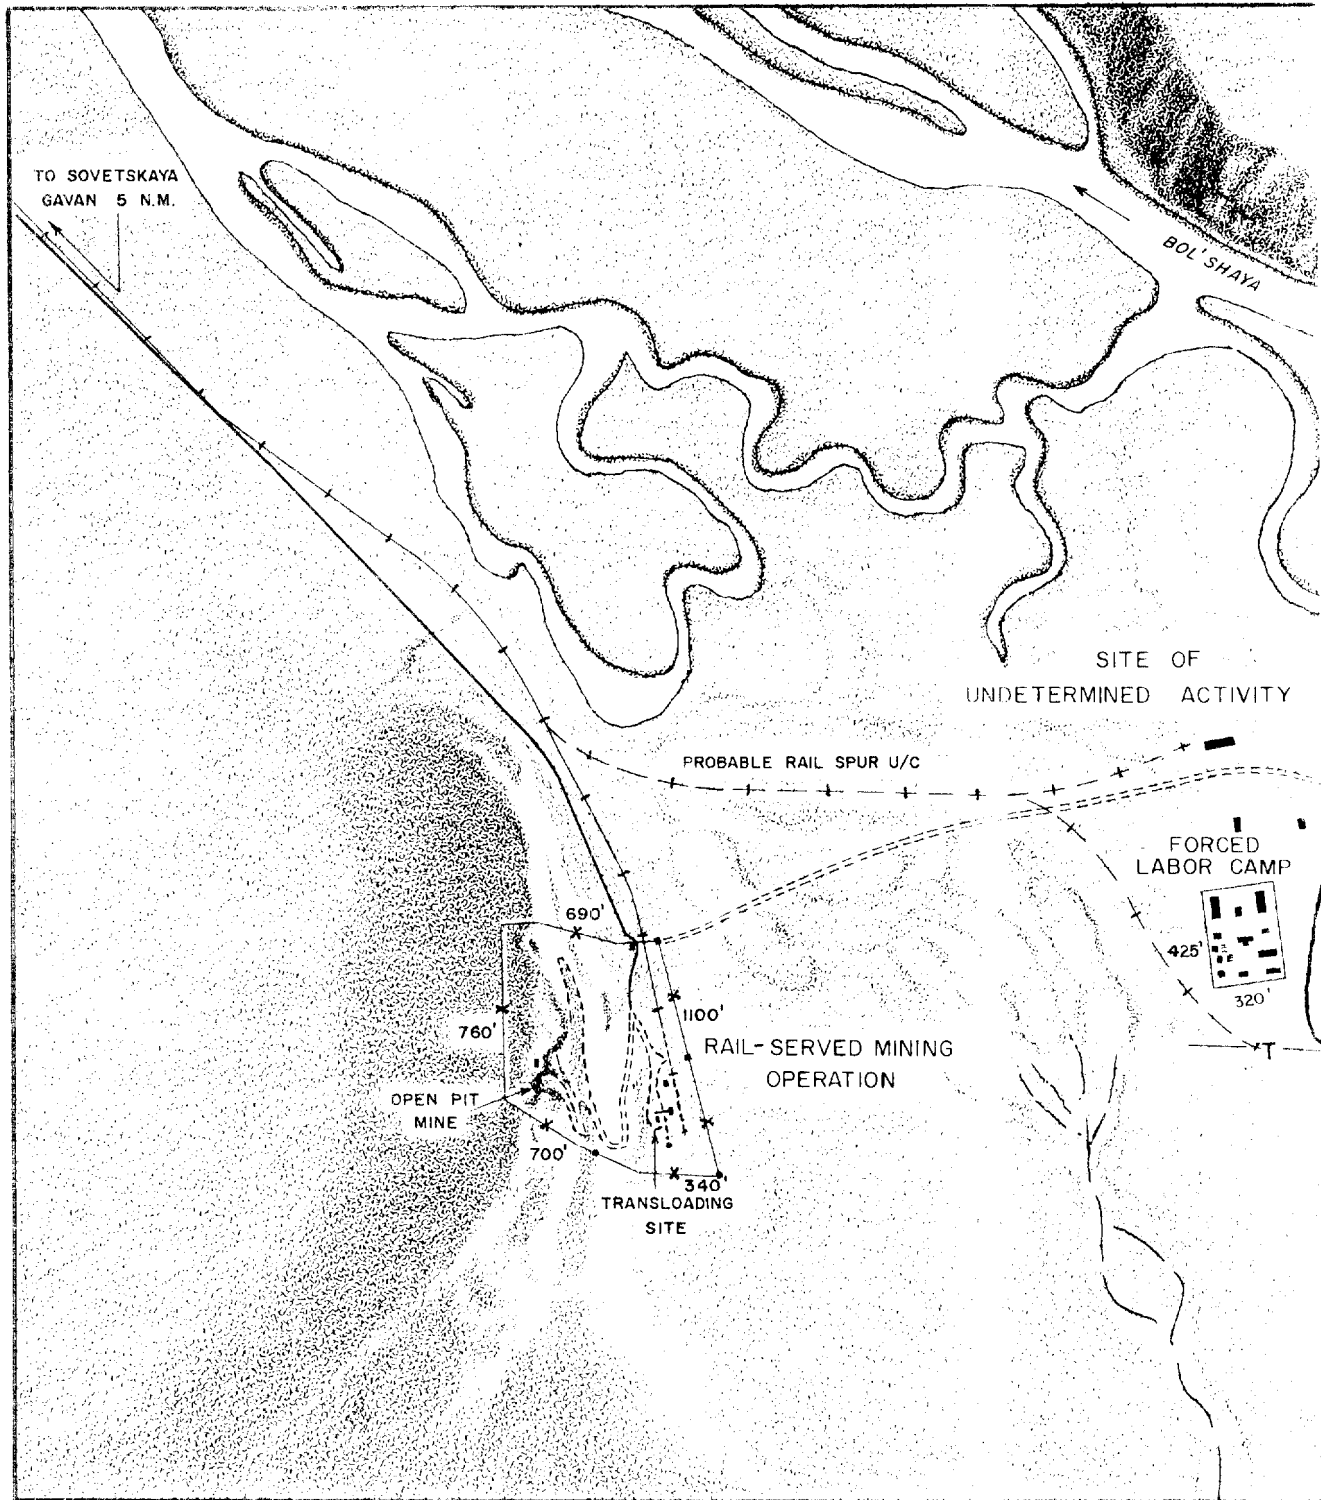 TO SOVETSKAYA
GAVAN 5 N.M.
BOL'SHAYA
SITE OF
UNDETERMINED ACTIVITY
PROBABLE RAIL SPUR U/C
FORCED
LABOR CAMP
425'
320'
690'
760'
1100'
RAIL-SERVED MINING
OPERATION
OPEN PIT
MINE
700'
340'
TRANSLOADING
SITE
T